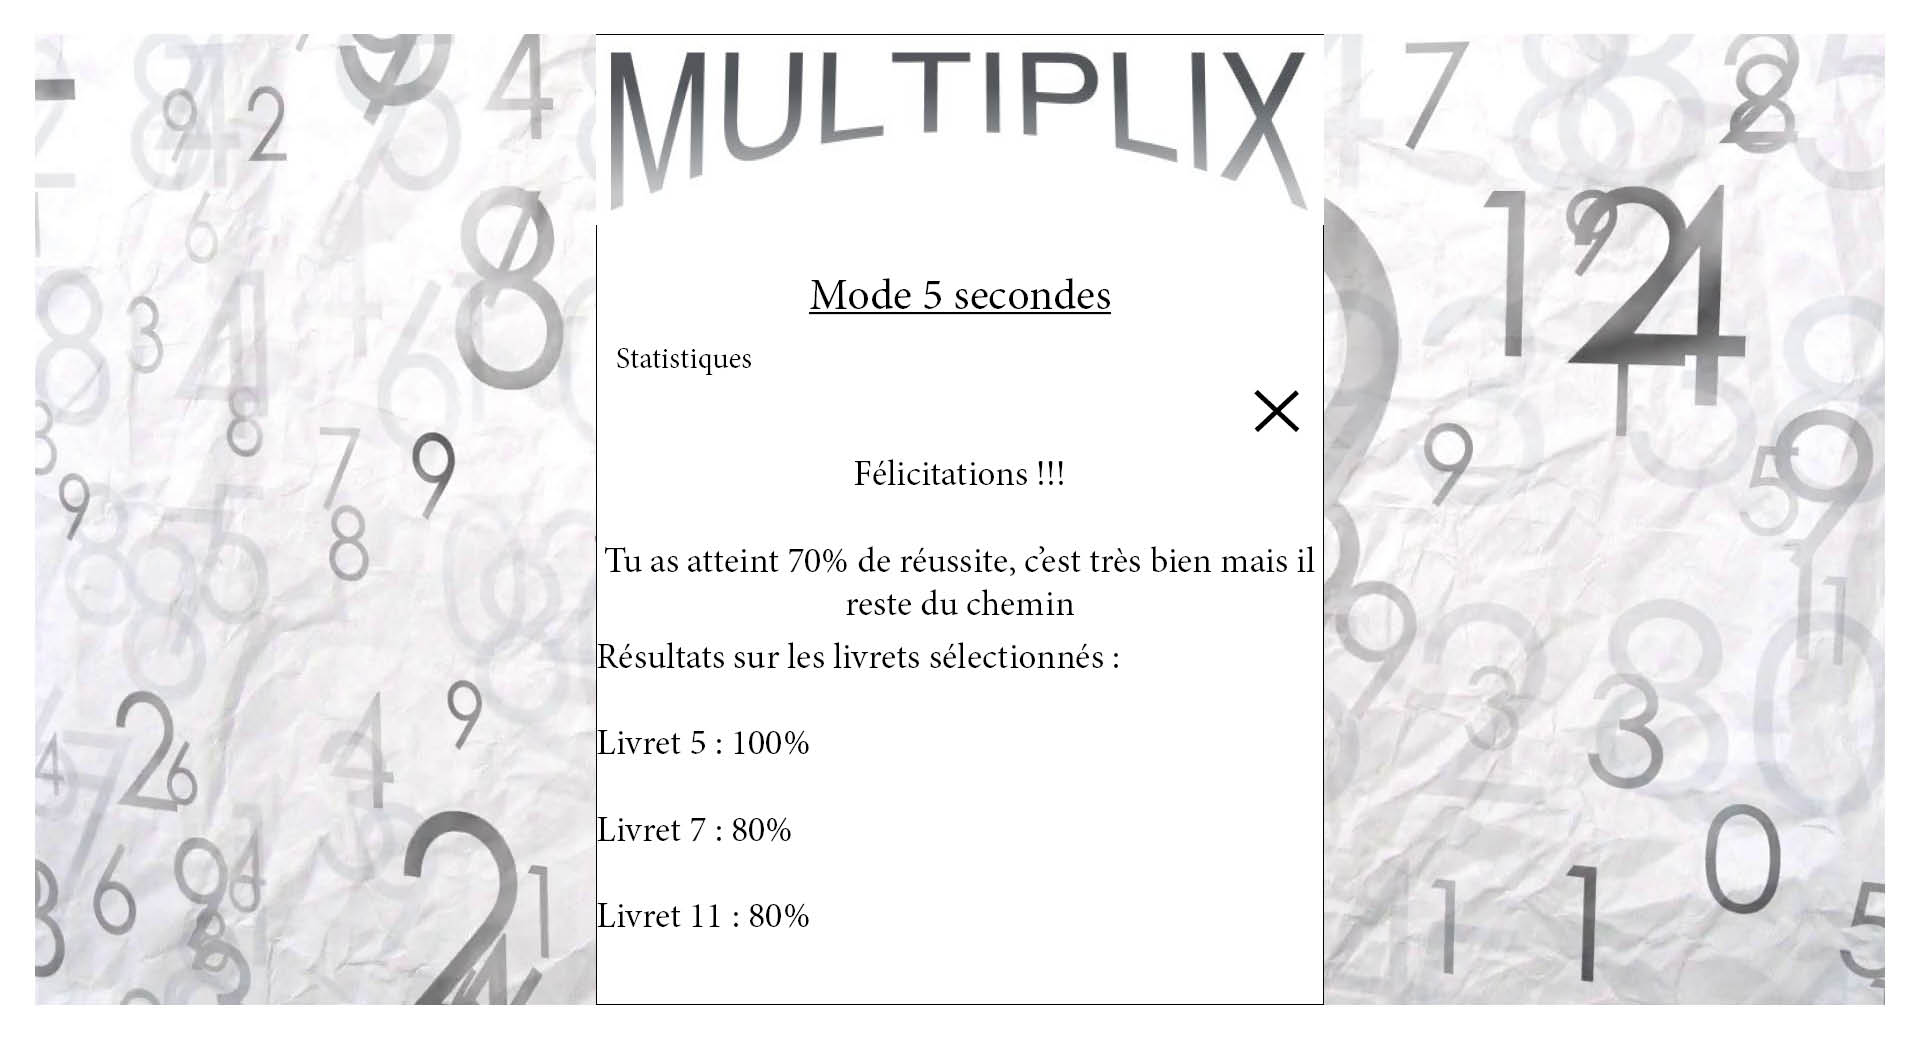 MULTIPLIX
Mode 5 secondes
Statistiques
Félicitations !!!
Tu as atteint 70% de réussite, c’est très bien mais il
reste du chemin
Résultats sur les livrets sélectionnés :
Livret 5 : 100%
Livret 7 : 80%
Livret 11 : 80%